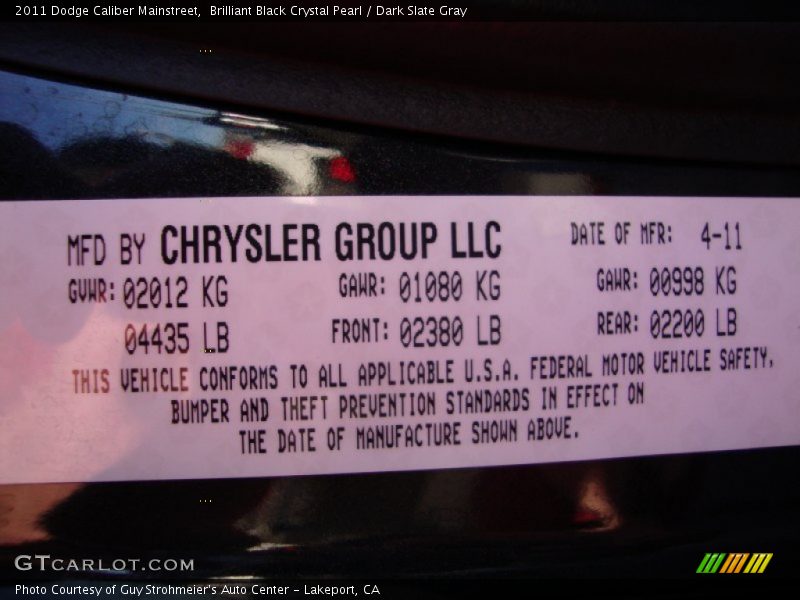 2011 Dodge Caliber Mainstreet, Brilliant Black Crystal Pearl / Dark Slate Gray
MFD BY CHRYSLER GROUP LLC DATE OF MFR: 4-11
GVWR: 02012 KG GAWR: 01080 KG GAWR: 00998 KG
04435 LB FRONT: 02380 LB REAR: 02200 LB
THIS VEHICLE CONFORMS TO ALL APPLICABLE U.S.A. FEDERAL MOTOR VEHICLE SAFETY,
BUMPER AND THEFT PREVENTION STANDARDS IN EFFECT ON
THE DATE OF MANUFACTURE SHOWN ABOVE.
GTCARLOT.COM
Photo Courtesy of Guy Strohmeier's Auto Center - Lakeport, CA